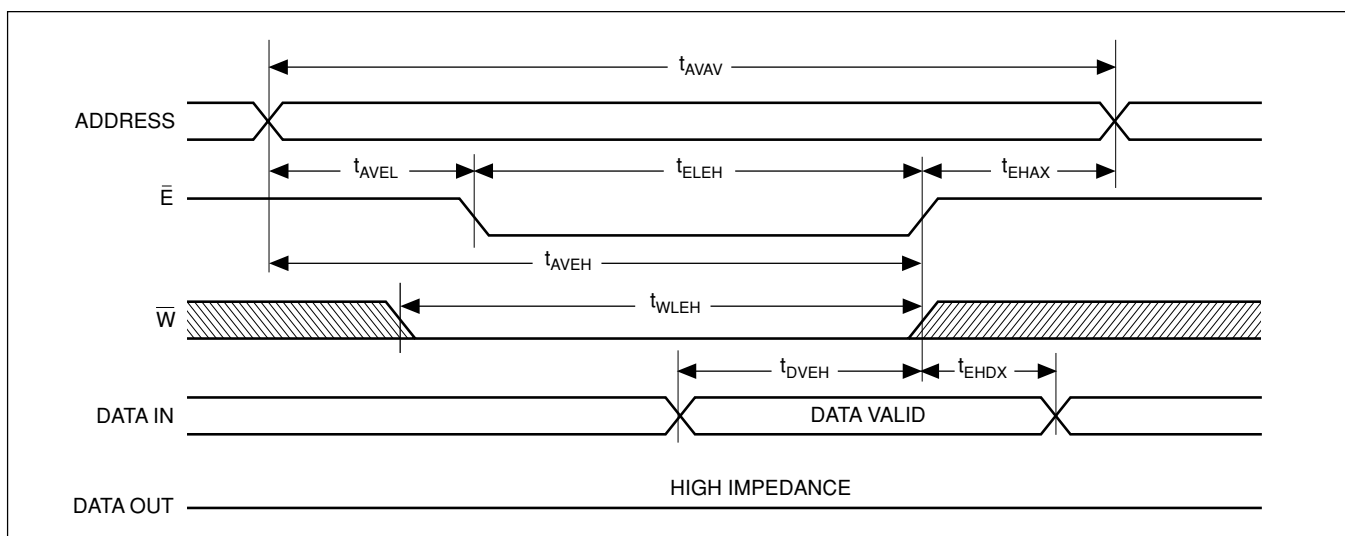 tAVAV
ADDRESS
tAVEL tELEH tEHAX
E̅
tAVEH
W̅ tWLEH
tDVEH tEHDX
DATA IN DATA VALID
HIGH IMPEDANCE
DATA OUT